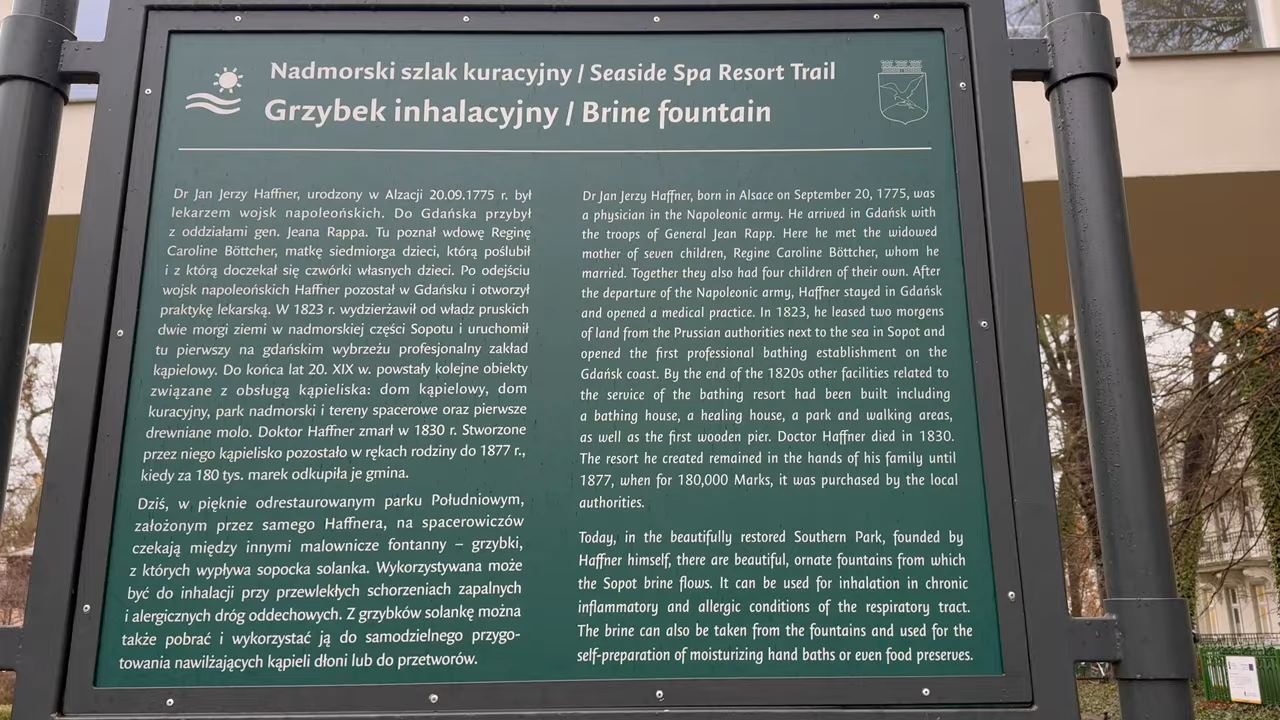 Nadmorski szlak kuracyjny / Seaside Spa Resort Trail
Grzybek inhalacyjny / Brine fountain
Dr Jan Jerzy Haffner, urodzony w Alzacji 20.09.1775 r. był
lekarzem wojsk napoleońskich. Do Gdańska przybył
z oddziałami gen. Jeana Rappa. Tu poznał wdowę Reginę
Caroline Böttcher, matkę siedmiorga dzieci, którą poślubił
i z którą doczekał się czwórki własnych dzieci. Po odejściu
wojsk napoleońskich Haffner pozostał w Gdańsku i otworzył
praktykę lekarską. W 1823 r. wydzierżawił od władz pruskich
dwie morgi ziemi w nadmorskiej części Sopotu i uruchomił
tu pierwszy na gdańskim wybrzeżu profesjonalny zakład
kąpielowy. Do końca lat 20. XIX w. powstały kolejne obiekty
związane z obsługą kąpieliska: dom kąpielowy, dom
kuracyjny, park nadmorski i tereny spacerowe oraz pierwsze
drewniane molo. Doktor Haffner zmarł w 1830 r. Stworzone
przez niego kąpielisko pozostało w rękach rodziny do 1877 r.,
kiedy za 180 tys. marek odkupiła je gmina.
Dziś, w pięknie odrestaurowanym parku Południowym,
założonym przez samego Haffnera, na spacerowiczów
czekają między innymi malownicze fontanny – grzybki,
z których wypływa sopocka solanka. Wykorzystywana może
być do inhalacji przy przewlekłych schorzeniach zapalnych
i alergicznych dróg oddechowych. Z grzybków solankę można
także pobrać i wykorzystać ją do samodzielnego przygo-
towania nawilżających kąpieli dłoni lub do przetworów.
Dr Jan Jerzy Haffner, born in Alsace on September 20, 1775, was
a physician in the Napoleonic army. He arrived in Gdańsk with
the troops of General Jean Rapp. Here he met the widowed
mother of seven children, Regine Caroline Böttcher, whom he
married. Together they also had four children of their own. After
the departure of the Napoleonic army, Haffner stayed in Gdańsk
and opened a medical practice. In 1823, he leased two morgens
of land from the Prussian authorities next to the sea in Sopot and
opened the first professional bathing establishment on the
Gdańsk coast. By the end of the 1820s other facilities related to
the service of the bathing resort had been built including
a bathing house, a healing house, a park and walking areas,
as well as the first wooden pier. Doctor Haffner died in 1830.
The resort he created remained in the hands of his family until
1877, when for 180,000 Marks, it was purchased by the local
authorities.
Today, in the beautifully restored Southern Park, founded by
Haffner himself, there are beautiful, ornate fountains from which
the Sopot brine flows. It can be used for inhalation in chronic
inflammatory and allergic conditions of the respiratory tract.
The brine can also be taken from the fountains and used for the
self-preparation of moisturizing hand baths or even food preserves.